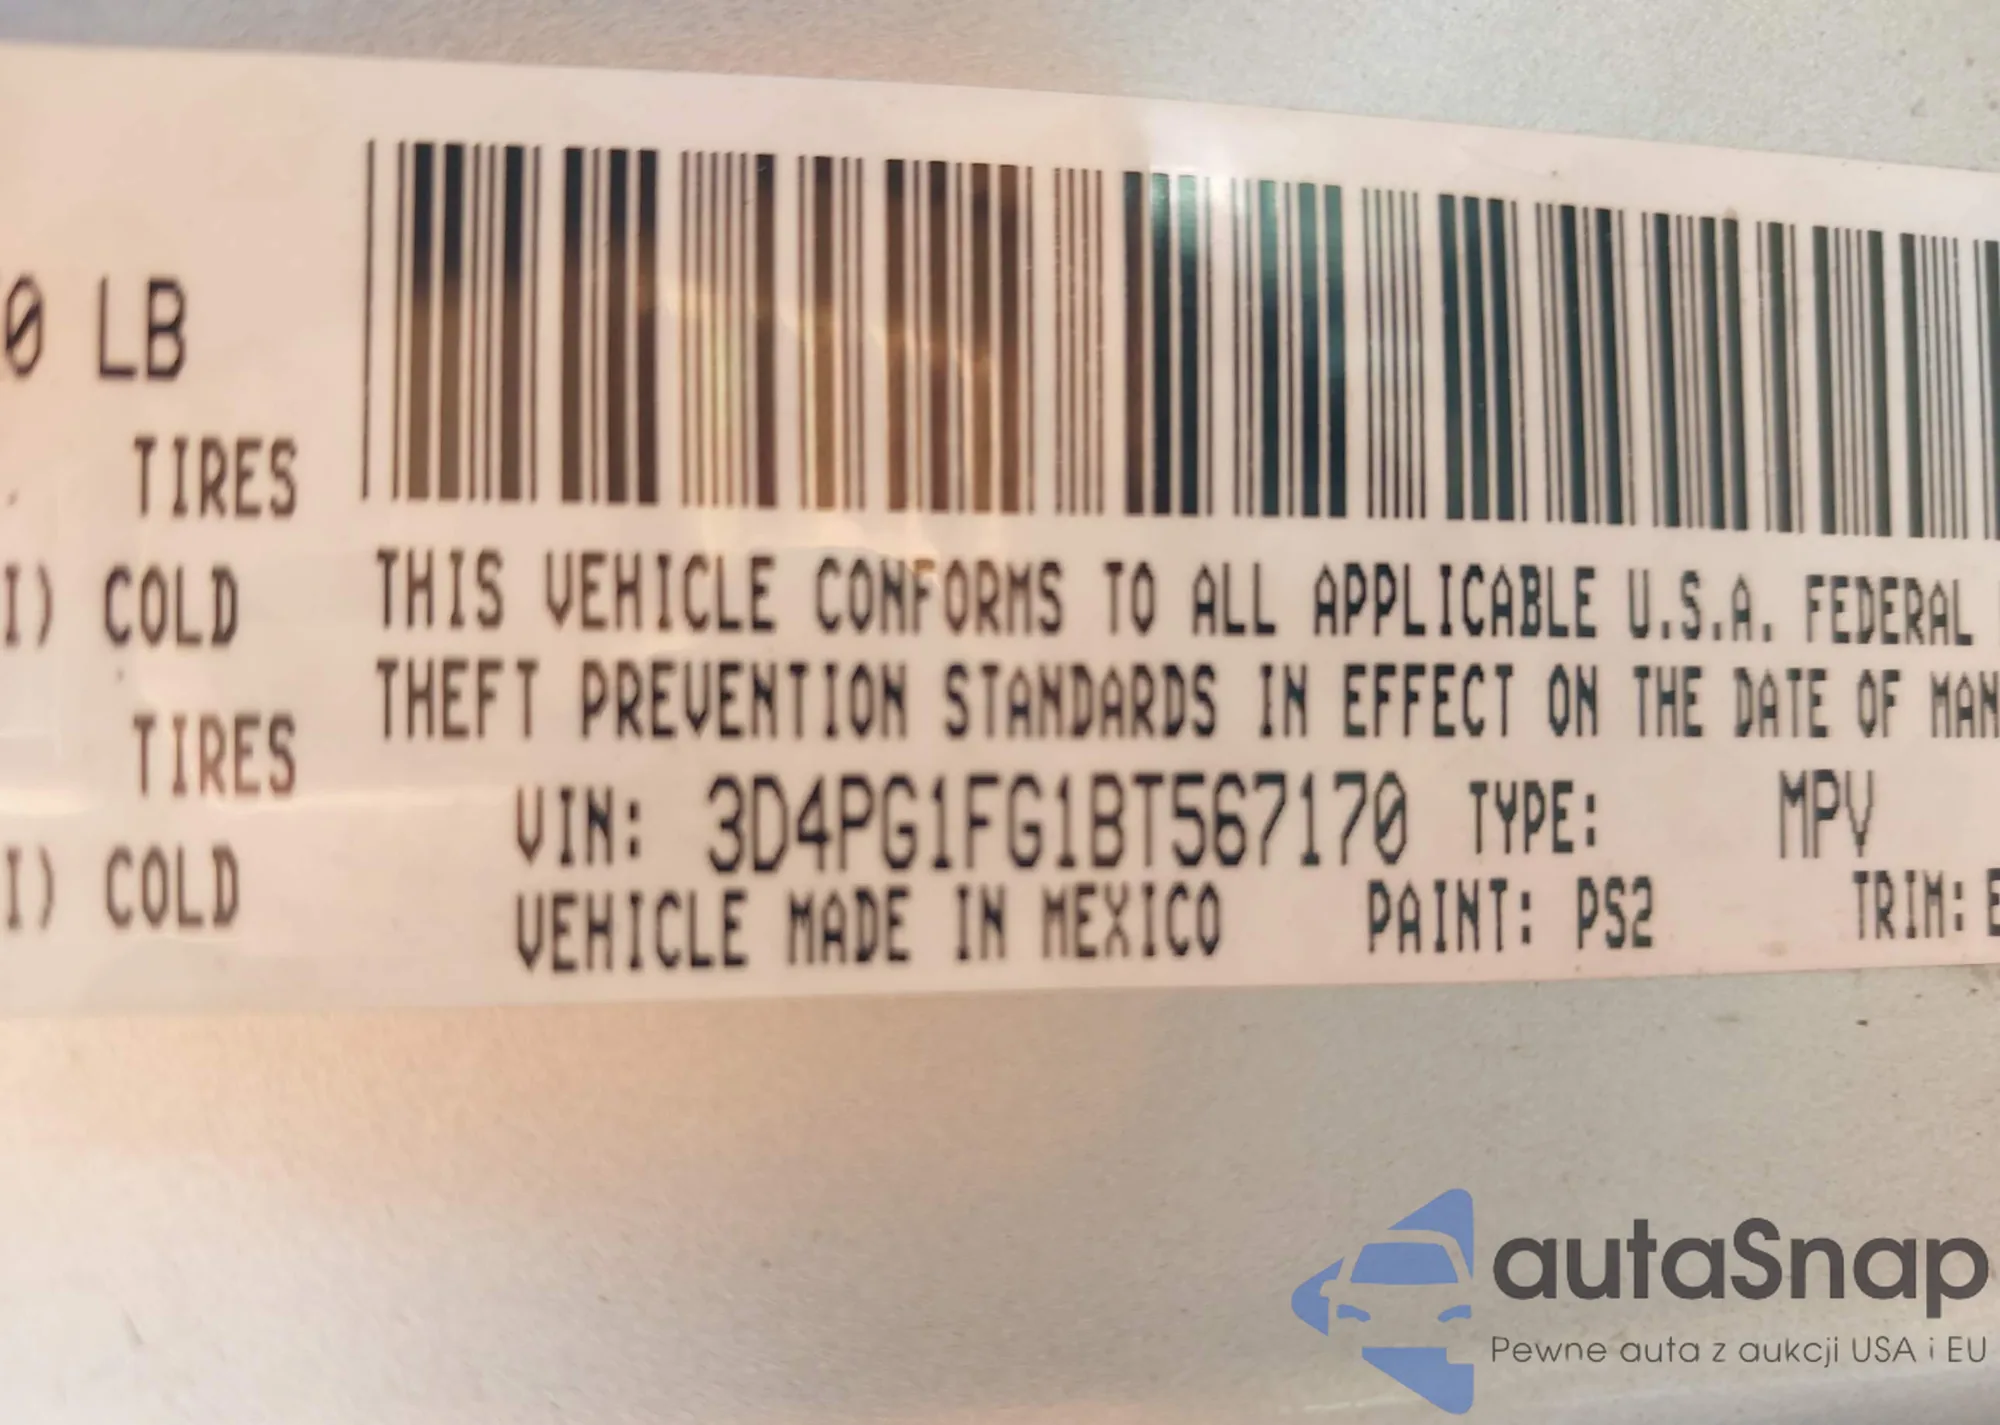 0 LB
TIRES
I) COLD
TIRES
I) COLD
THIS VEHICLE CONFORMS TO ALL APPLICABLE U.S.A. FEDERAL
THEFT PREVENTION STANDARDS IN EFFECT ON THE DATE OF MAN
VIN: 3D4PG1FG1BT567170 TYPE: MPV
VEHICLE MADE IN MEXICO PAINT: PS2 TRIM:
autaSnap
Pewne auta z aukcji USA i EU